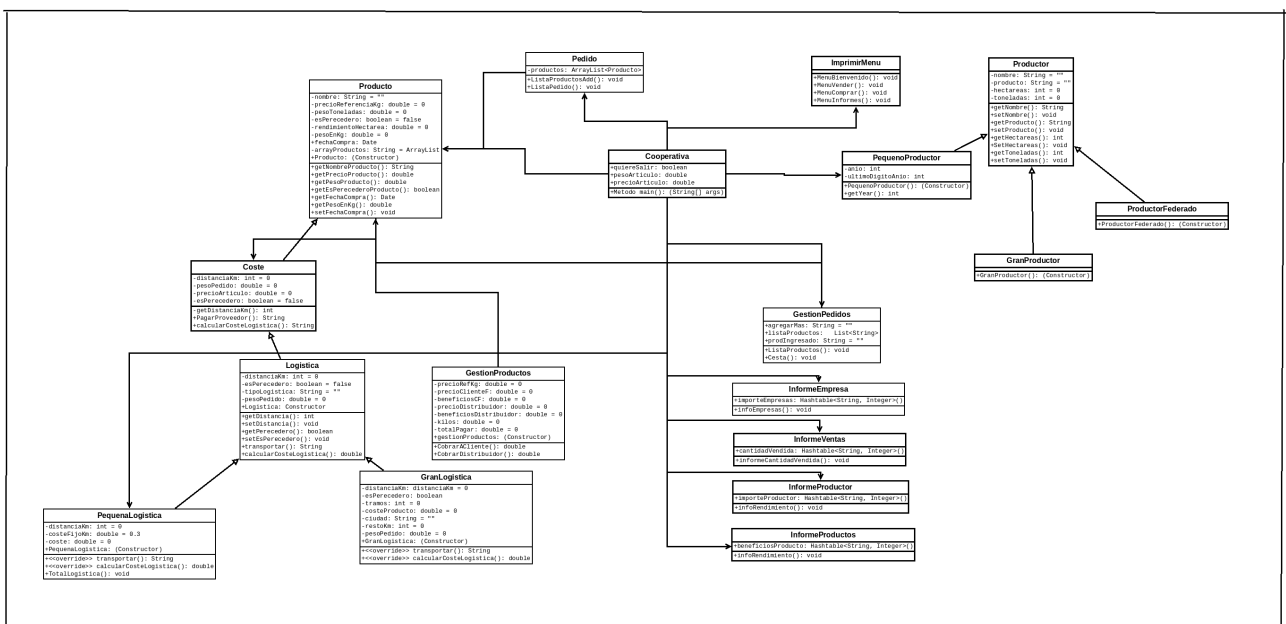 Pedido
-productos: ArrayList<Producto>
+ListaProductosAdd(): void
+ListaPedido(): void
ImprimirMenu
+MenuBienvenido(): void
+MenuVender(): void
+MenuComprar(): void
+MenuInformes(): void
Productor
-nombre: String = ""
-producto: String = ""
-hectareas: int = 0
-toneladas: int = 0
+getNombre(): String
+setNombre(): void
+getProducto(): String
+setProducto(): void
+getHectareas(): int
+SetHectareas(): void
+getToneladas(): int
+setToneladas(): void
Producto
-nombre: String = ""
-precioReferenciaKg: double = 0
-pesoToneladas: double = 0
-esPerecedero: boolean = false
-rendimientoHectarea: double = 0
-pesoEnKg: double = 0
+fechaCompra: Date
-arrayProductos: String = ArrayList
+Producto: (Constructor)
+getNombreProducto(): String
+getPrecioProducto(): double
+getPesoProducto(): double
+getEsPerecederoProducto: boolean
+getFechaCompra(): Date
+getPesoEnKg(): double
+setFechaCompra(): void
Cooperativa
+quiereSalir: boolean
+pesoArticulo: double
+precioArticulo: double
+Metodo main(): (String[] args)
PequenoProductor
-anio: int
-ultimoDigitoAnio: int
+PequenoProductor(): (Constructor)
+getYear(): int
ProductorFederado
+ProductorFederado(): (Constructor)
GranProductor
+GranProductor(): (Constructor)
Coste
-distanciaKm: int = 0
-pesoPedido: double = 0
-precioArticulo: double = 0
-esPerecedero: boolean = false
-getDistanciaKm(): int
+PagarProveedor(): String
+calcularCosteLogistica(): String
GestionPedidos
+agregarMas: String = ""
+listaProductos: List<String>
+prodIngresado: String = ""
+ListaProductos(): void
+Cesta(): void
Logistica
-distanciaKm: int = 0
-esPerecedero: boolean = false
-tipoLogistica: String = ""
-pesoPedido: double = 0
+Logistica: Constructor
+getDistancia(): int
+setDistancia(): void
+getPerecedero(): boolean
+setEsPerecedero(): void
+transportar(): String
+calcularCosteLogistica(): double
GestionProductos
-precioRefKg: double = 0
-precioClienteF: double = 0
-beneficiosCF: double = 0
-precioDistribuidor: double = 0
-beneficiosDistribuidor: double = 0
-kilos: double = 0
-totalPagar: double = 0
+gestionProductos: (Constructor)
+CobrarACliente(): double
+CobrarDistribuidor(): double
InformeEmpresa
+importeEmpresas: Hashtable<String, Integer>()
+infoEmpresas(): void
InformeVentas
+cantidadVendida: Hashtable<String, Integer>()
+informeCantidadVendida(): void
InformeProductor
+importeProductor: Hashtable<String, Integer>()
+infoRendimiento(): void
InformeProductos
+beneficiosProducto: Hashtable<String, Integer>()
+infoRendimiento(): void
GranLogistica
-distanciaKm: distanciaKm = 0
-esPerecedero: boolean
-tramos: int = 0
-costeProducto: double = 0
-ciudad: String = ""
-restoKm: int = 0
-pesoPedido: double = 0
+GranLogistica: (Constructor)
+<<override>> transportar(): String
+<<override>> calcularCosteLogistica(): double
PequenaLogistica
-distanciaKm: int = 0
-costeFijoKm: double = 0.3
-coste: double = 0
+PequenaLogistica: (Constructor)
+<<override>> transportar(): String
+<<override>> calcularCosteLogistica(): double
+TotalLogistica(): void